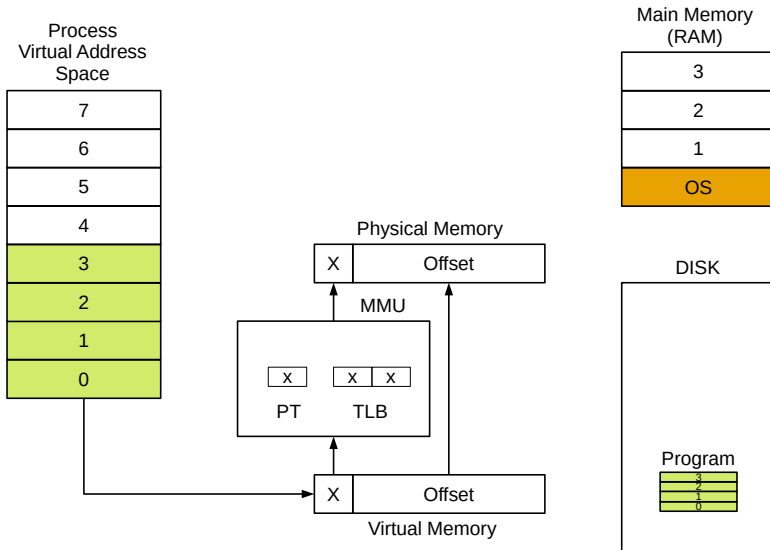 Process
Virtual Address
Space
7
6
5
4
3
2
1
0
Physical Memory
X Offset
MMU
x x x
PT TLB
X Offset
Virtual Memory
Main Memory
(RAM)
3
2
1
OS
DISK
Program
3
2
1
0